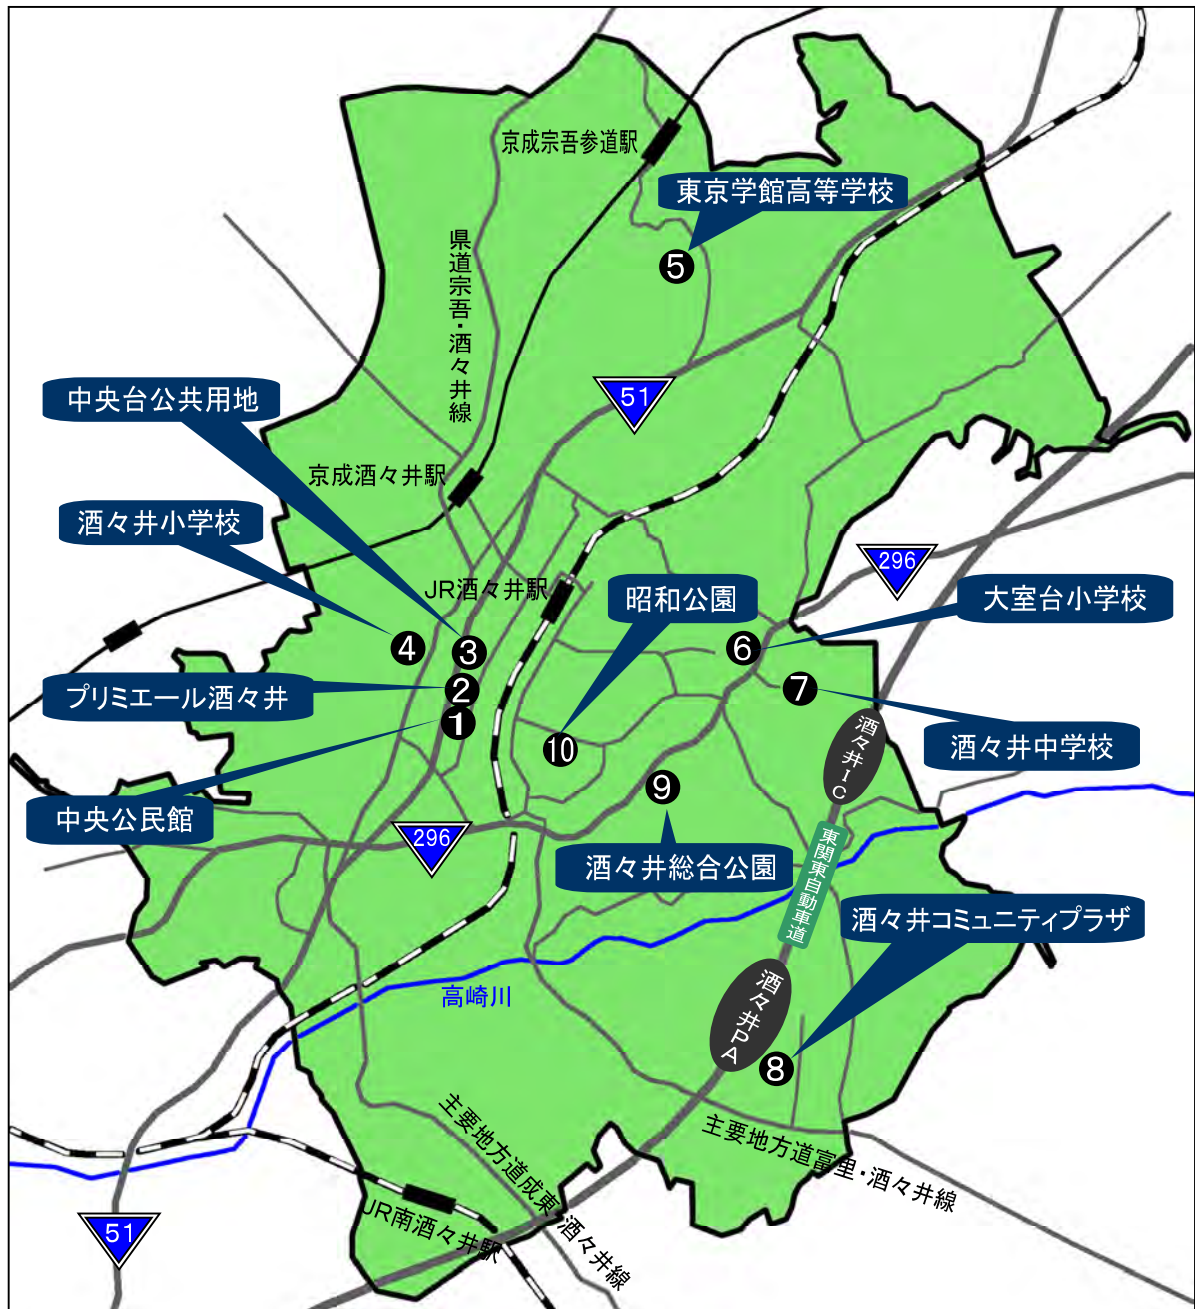 京成宗吾参道駅
東京学館高等学校
5
県道宗吾・酒々井線
51
中央台公共用地
京成酒々井駅
酒々井小学校
296
JR酒々井駅
昭和公園
大室台小学校
4
3
6
プリミエール酒々井
2
7
1
10
酒々井IC
酒々井中学校
9
中央公民館
296
東関東自動車道
酒々井総合公園
酒々井コミュニティプラザ
高崎川
酒々井PA
8
主要地方道成東・酒々井線
主要地方道富里・酒々井線
51
JR南酒々井駅